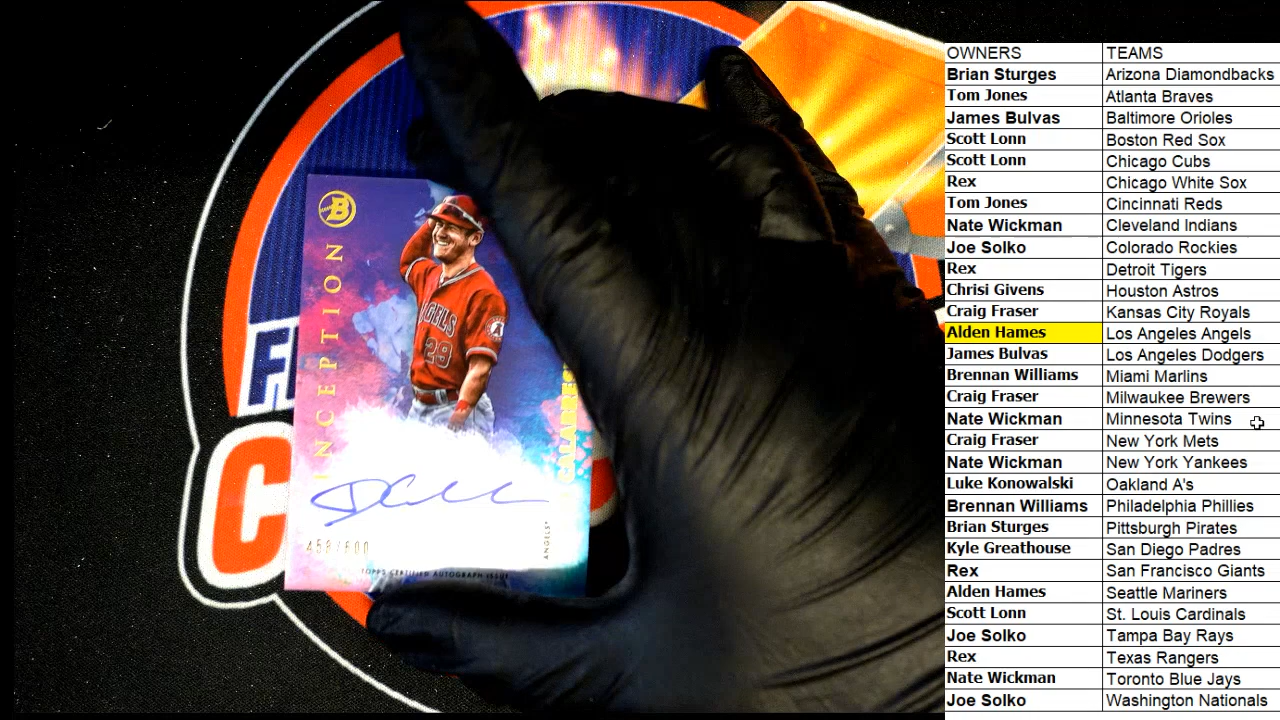 INCEPTION
B
ANGELS
29
458/600
ANGELS®
TOPPS CERTIFIED AUTOGRAPH ISSUE
OWNERS TEAMS
Brian Sturges Arizona Diamondbacks
Tom Jones Atlanta Braves
James Bulvas Baltimore Orioles
Scott Lonn Boston Red Sox
Scott Lonn Chicago Cubs
Rex Chicago White Sox
Tom Jones Cincinnati Reds
Nate Wickman Cleveland Indians
Joe Solko Colorado Rockies
Rex Detroit Tigers
Chrisi Givens Houston Astros
Craig Fraser Kansas City Royals
Alden Hames Los Angeles Angels
James Bulvas Los Angeles Dodgers
Brennan Williams Miami Marlins
Craig Fraser Milwaukee Brewers
Nate Wickman Minnesota Twins
Craig Fraser New York Mets
Nate Wickman New York Yankees
Luke Konowalski Oakland A's
Brennan Williams Philadelphia Phillies
Brian Sturges Pittsburgh Pirates
Kyle Greathouse San Diego Padres
Rex San Francisco Giants
Alden Hames Seattle Mariners
Scott Lonn St. Louis Cardinals
Joe Solko Tampa Bay Rays
Rex Texas Rangers
Nate Wickman Toronto Blue Jays
Joe Solko Washington Nationals